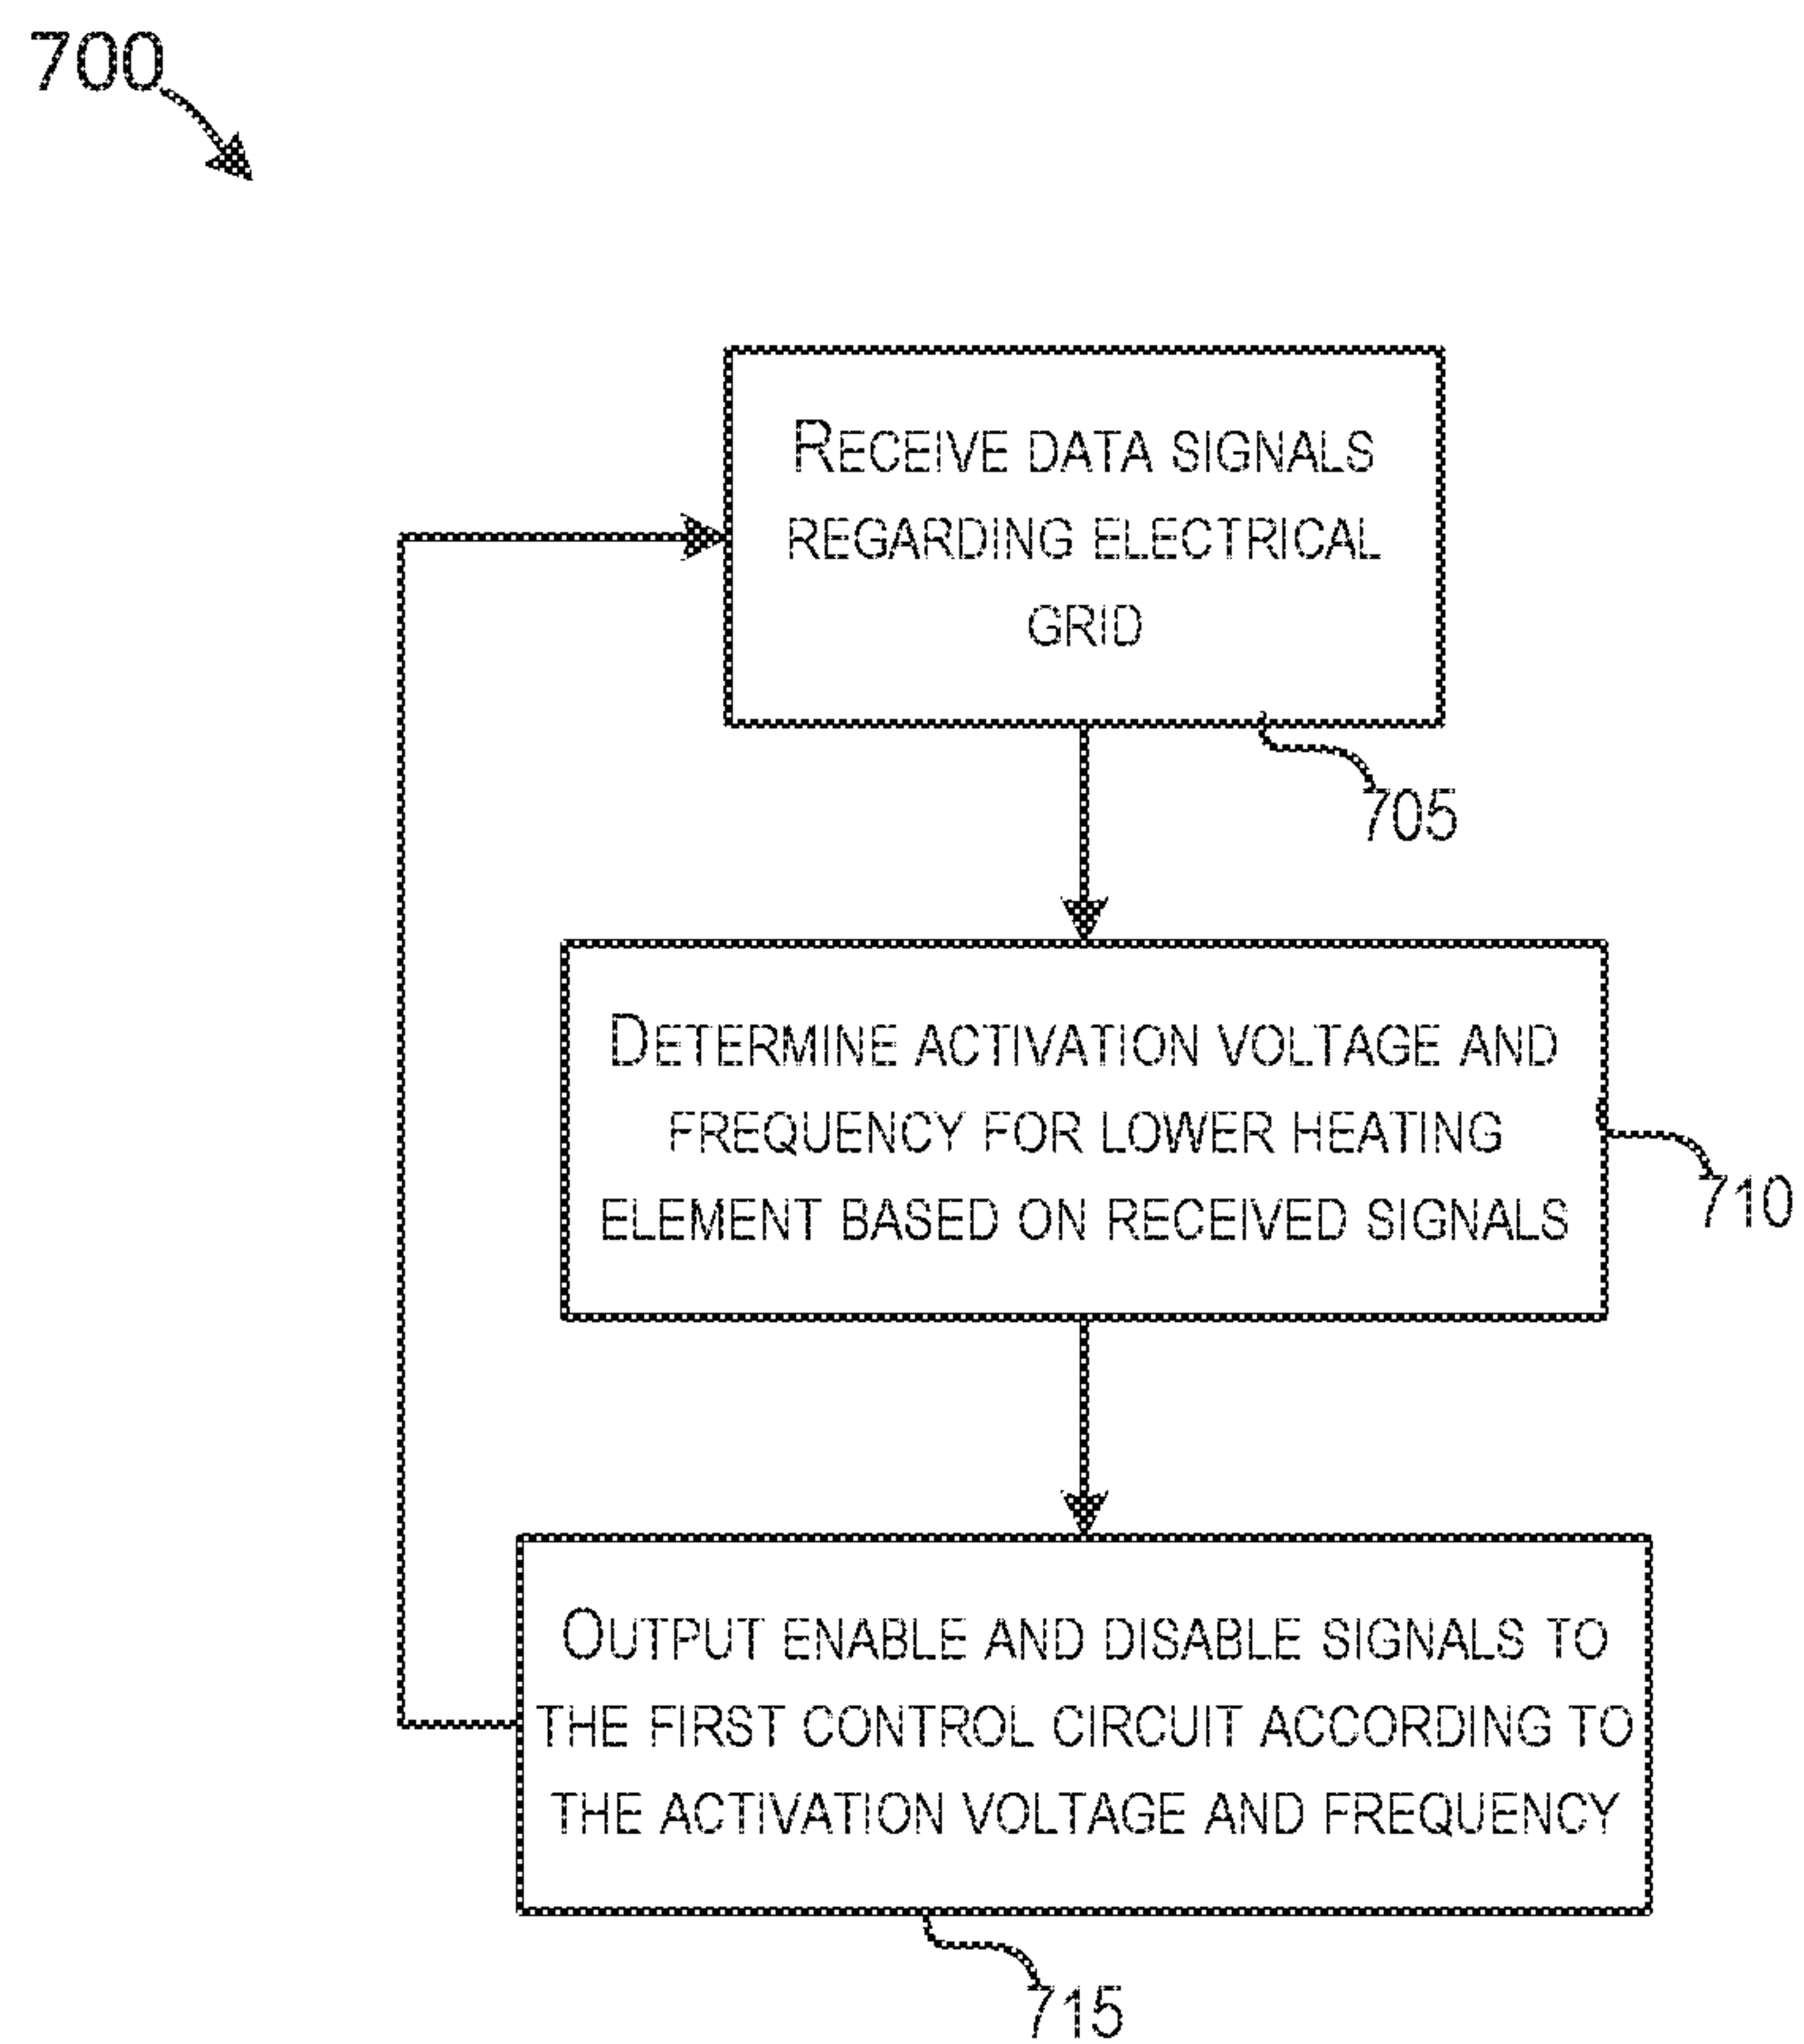 700
RECEIVE DATA SIGNALS
REGARDING ELECTRICAL
GRID
705
DETERMINE ACTIVATION VOLTAGE AND
FREQUENCY FOR LOWER HEATING
ELEMENT BASED ON RECEIVED SIGNALS
710
OUTPUT ENABLE AND DISABLE SIGNALS TO
THE FIRST CONTROL CIRCUIT ACCORDING TO
THE ACTIVATION VOLTAGE AND FREQUENCY
715